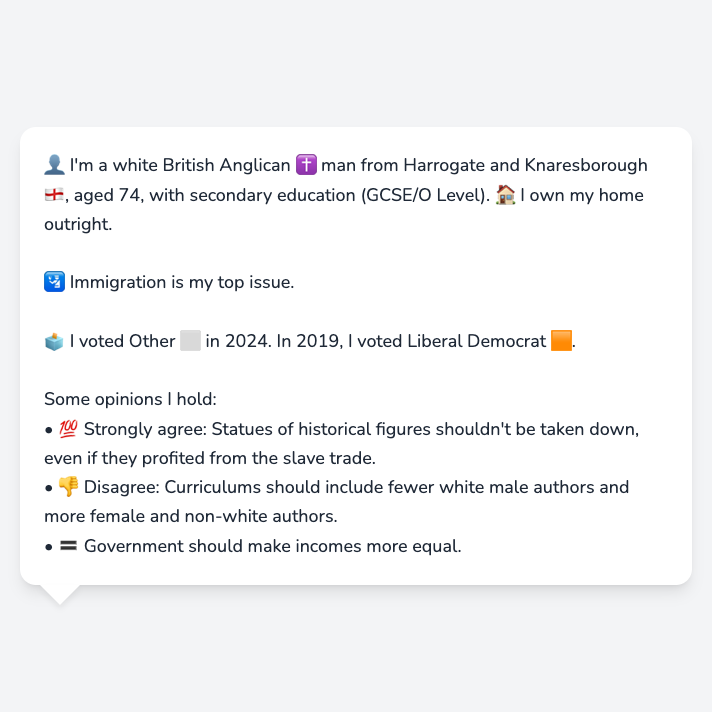 👤 I'm a white British Anglican ✝️ man from Harrogate and Knaresborough
🏴󠁧󠁢󠁥󠁮󠁧󠁿, aged 74, with secondary education (GCSE/O Level). 🏠 I own my home
outright.
🛂 Immigration is my top issue.
🗳️ I voted Other ⬜ in 2024. In 2019, I voted Liberal Democrat 🟧.
Some opinions I hold:
• 💯 Strongly agree: Statues of historical figures shouldn't be taken down,
even if they profited from the slave trade.
• 👎 Disagree: Curriculums should include fewer white male authors and
more female and non-white authors.
• 🟰 Government should make incomes more equal.